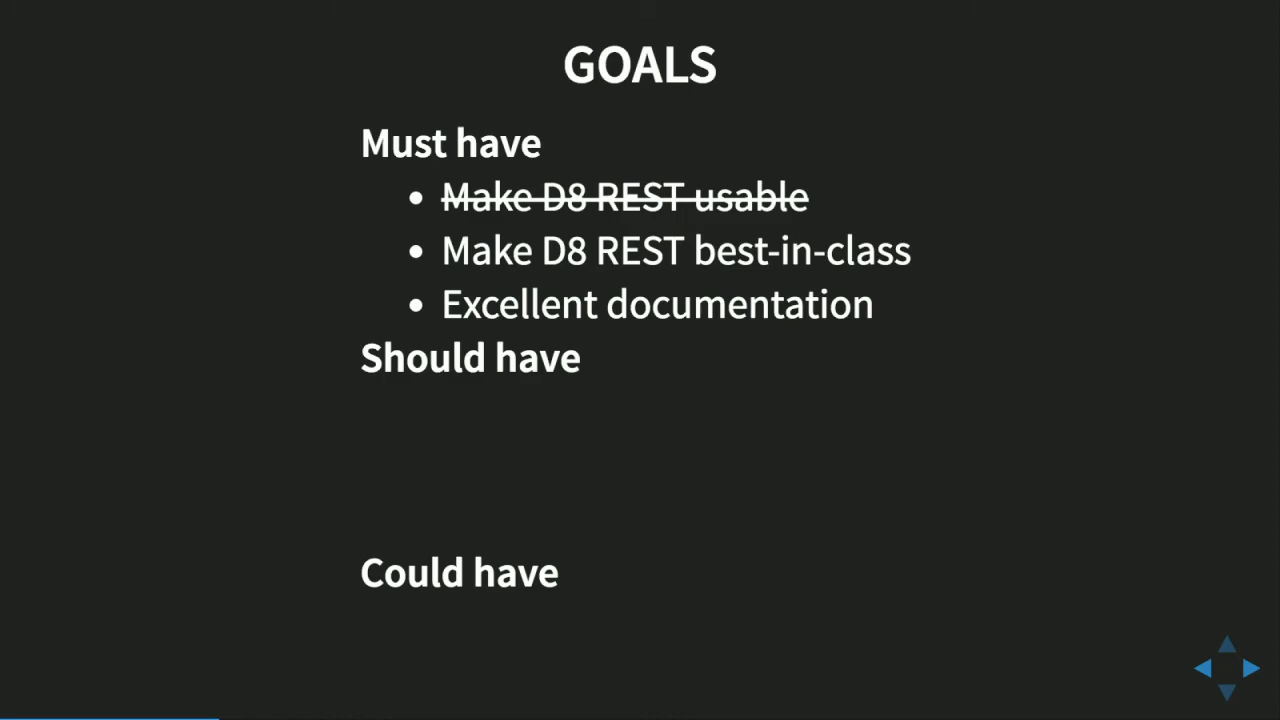 GOALS
Must have
• Make D8 REST usable
• Make D8 REST best-in-class
• Excellent documentation
Should have
Could have